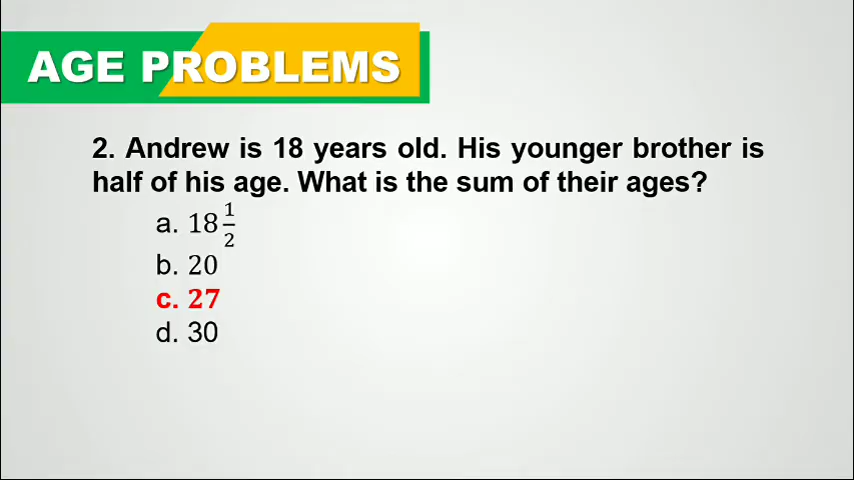 AGE PROBLEMS
2. Andrew is 18 years old. His younger brother is
half of his age. What is the sum of their ages?
a. 18 1/2
b. 20
c. 27
d. 30